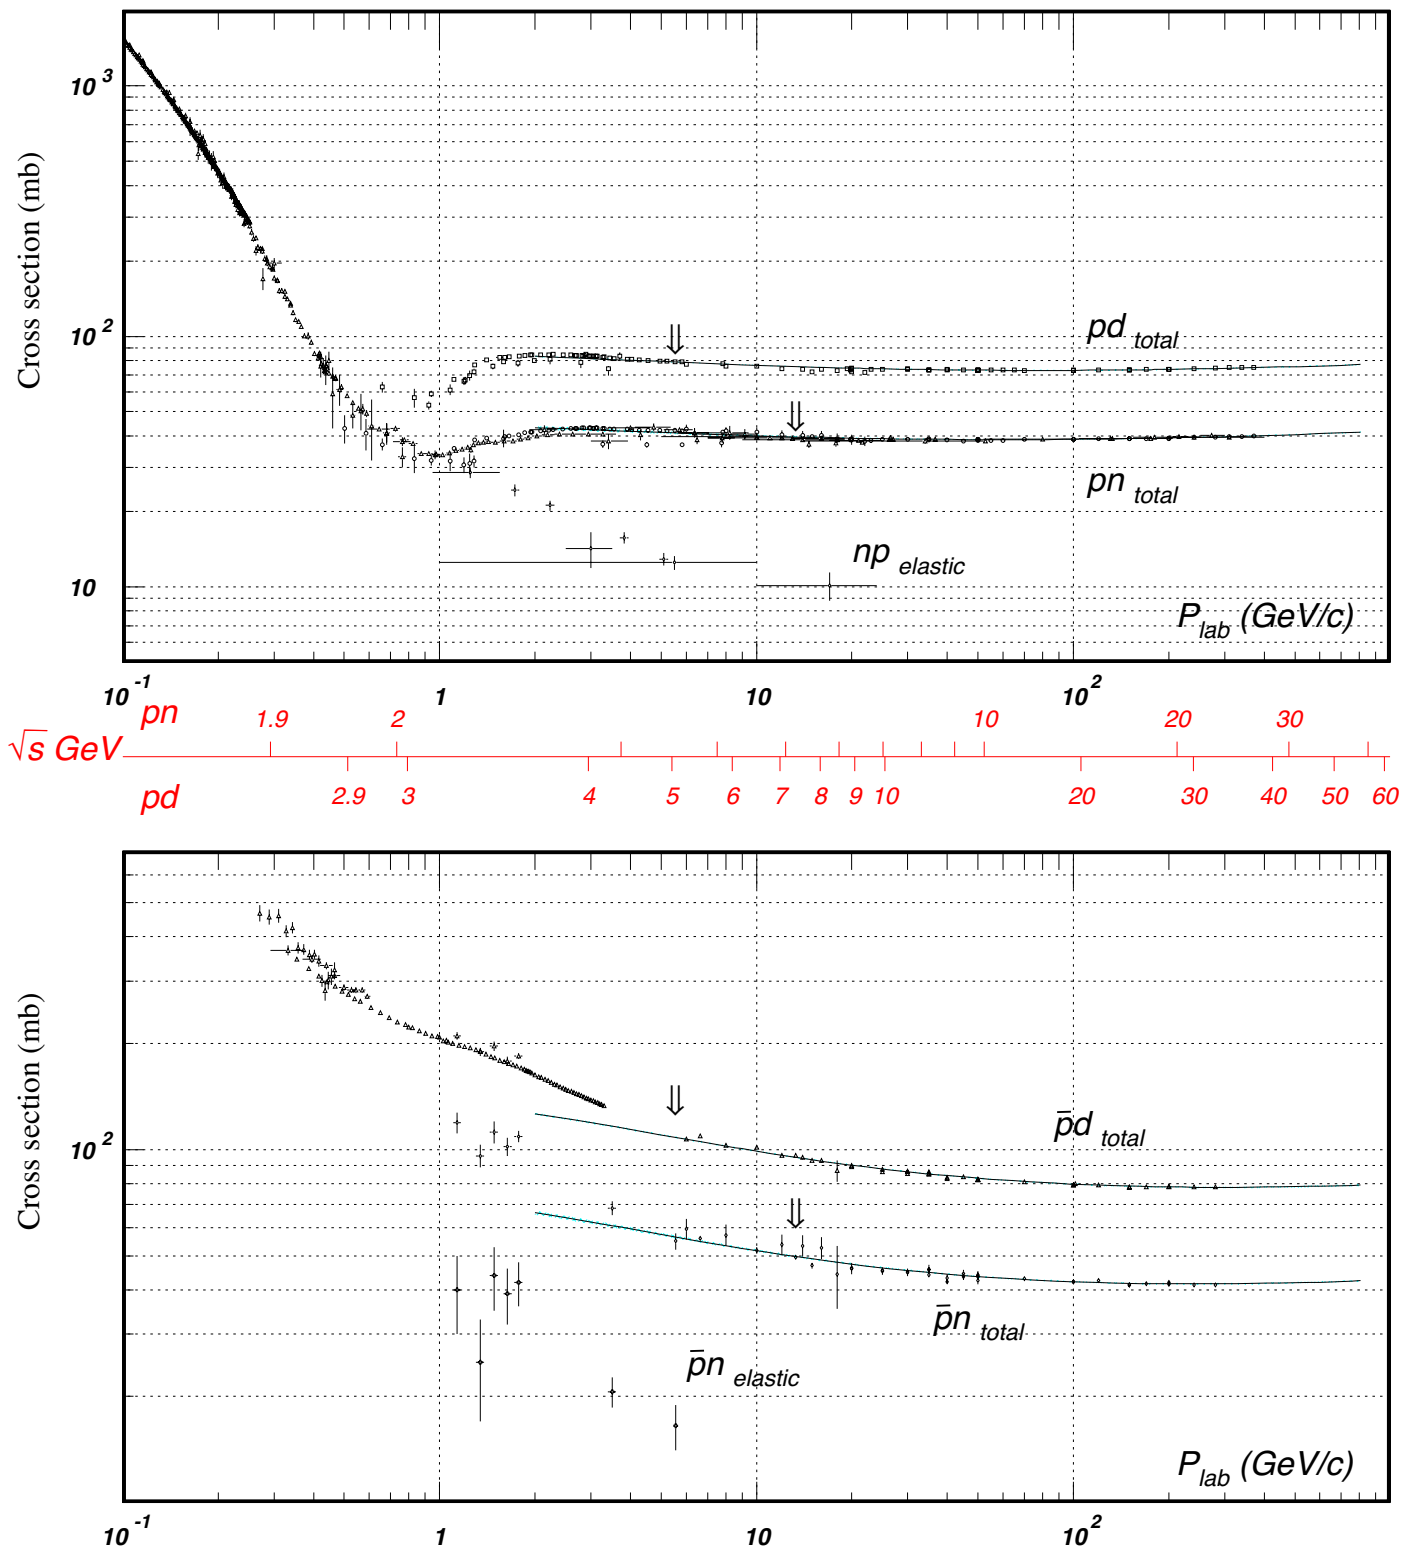 10 3
Cross section (mb)
10 2
10
⇓
pd total
⇓
pn total
np elastic
P lab (GeV/c)
10 -1 1 10 10 2
pn 1.9 2 10 20 30
√s GeV
pd 2.9 3 4 5 6 7 8 9 10 20 30 40 50 60
Cross section (mb)
10 2
⇓
p̄d total
⇓
p̄n total
p̄n elastic
P lab (GeV/c)
10 -1 1 10 10 2